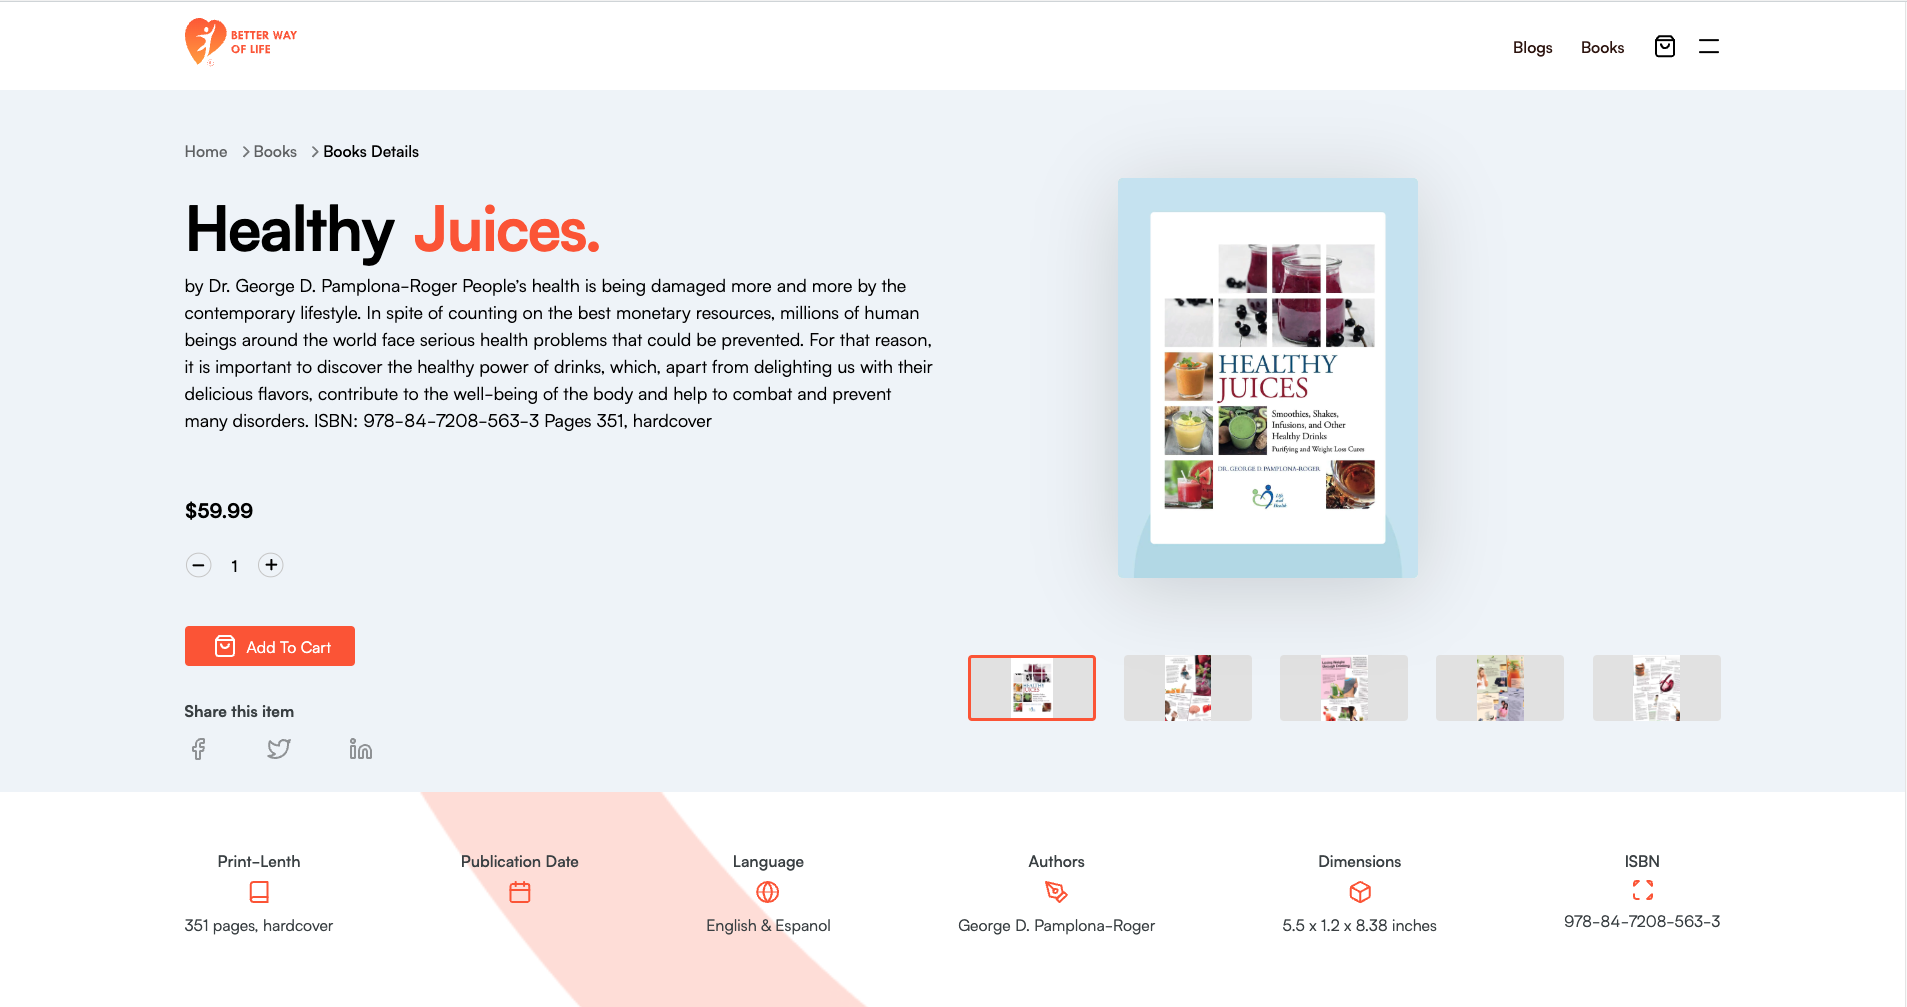 BETTER WAY
OF LIFE
Blogs
Books
Home
Books
Books Details
Healthy Juices.
by Dr. George D. Pamplona-Roger People's health is being damaged more and more by the
contemporary lifestyle. In spite of counting on the best monetary resources, millions of human
beings around the world face serious health problems that could be prevented. For that reason,
it is important to discover the healthy power of drinks, which, apart from delighting us with their
delicious flavors, contribute to the well-being of the body and help to combat and prevent
many disorders. ISBN: 978-84-7208-563-3 Pages 351, hardcover
$59.99
1
Add To Cart
Share this item
HEALTHY
JUICES
Smoothies, Shakes,
Infusions, and Other
Healthy Drinks
Purifying and Weight Loss Cures
DR. GEORGE D. PAMPLONA-ROGER
Life
and
Health
HEALTHY
JUICES
Print-Lenth
351 pages, hardcover
Publication Date
Language
English & Espanol
Authors
George D. Pamplona-Roger
Dimensions
5.5 x 1.2 x 8.38 inches
ISBN
978-84-7208-563-3